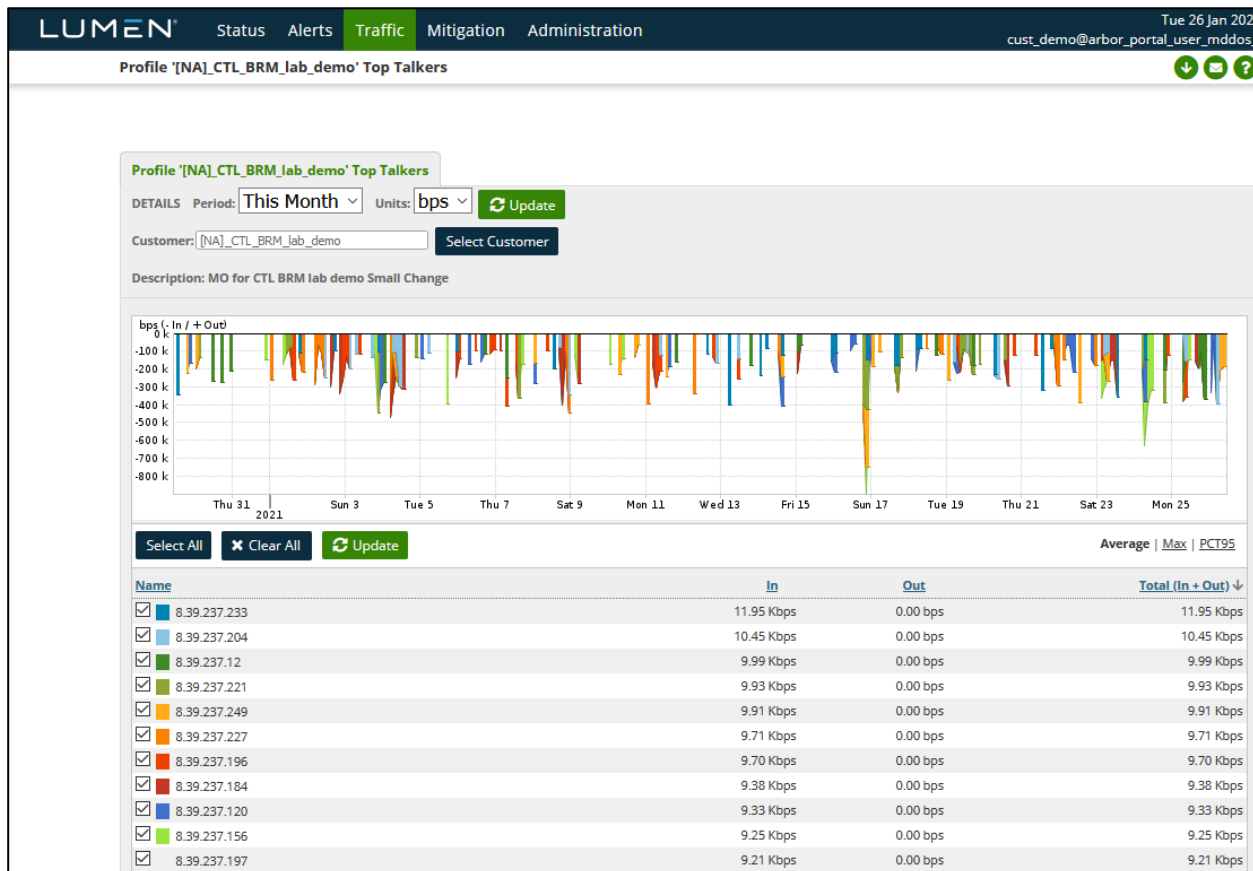 LUMEN® Status Alerts Traffic Mitigation Administration
Tue 26 Jan 202
cust_demo@arbor_portal_user_mddos
Profile '[NA]_CTL_BRM_lab_demo' Top Talkers
Profile '[NA]_CTL_BRM_lab_demo' Top Talkers
DETAILS Period: This Month Units: bps Update
Customer: [NA]_CTL_BRM_lab_demo Select Customer
Description: MO for CTL BRM lab demo Small Change
bps (- In / + Out)
0 k
-100 k
-200 k
-300 k
-400 k
-500 k
-600 k
-700 k
-800 k
Thu 31 Sun 3 Tue 5 Thu 7 Sat 9 Mon 11 Wed 13 Fri 15 Sun 17 Tue 19 Thu 21 Sat 23 Mon 25
2021
Select All Clear All Update Average | Max | PCT95
Name In Out Total (In + Out)
8.39.237.233 11.95 Kbps 0.00 bps 11.95 Kbps
8.39.237.204 10.45 Kbps 0.00 bps 10.45 Kbps
8.39.237.12 9.99 Kbps 0.00 bps 9.99 Kbps
8.39.237.221 9.93 Kbps 0.00 bps 9.93 Kbps
8.39.237.249 9.91 Kbps 0.00 bps 9.91 Kbps
8.39.237.227 9.71 Kbps 0.00 bps 9.71 Kbps
8.39.237.196 9.70 Kbps 0.00 bps 9.70 Kbps
8.39.237.184 9.38 Kbps 0.00 bps 9.38 Kbps
8.39.237.120 9.33 Kbps 0.00 bps 9.33 Kbps
8.39.237.156 9.25 Kbps 0.00 bps 9.25 Kbps
8.39.237.197 9.21 Kbps 0.00 bps 9.21 Kbps